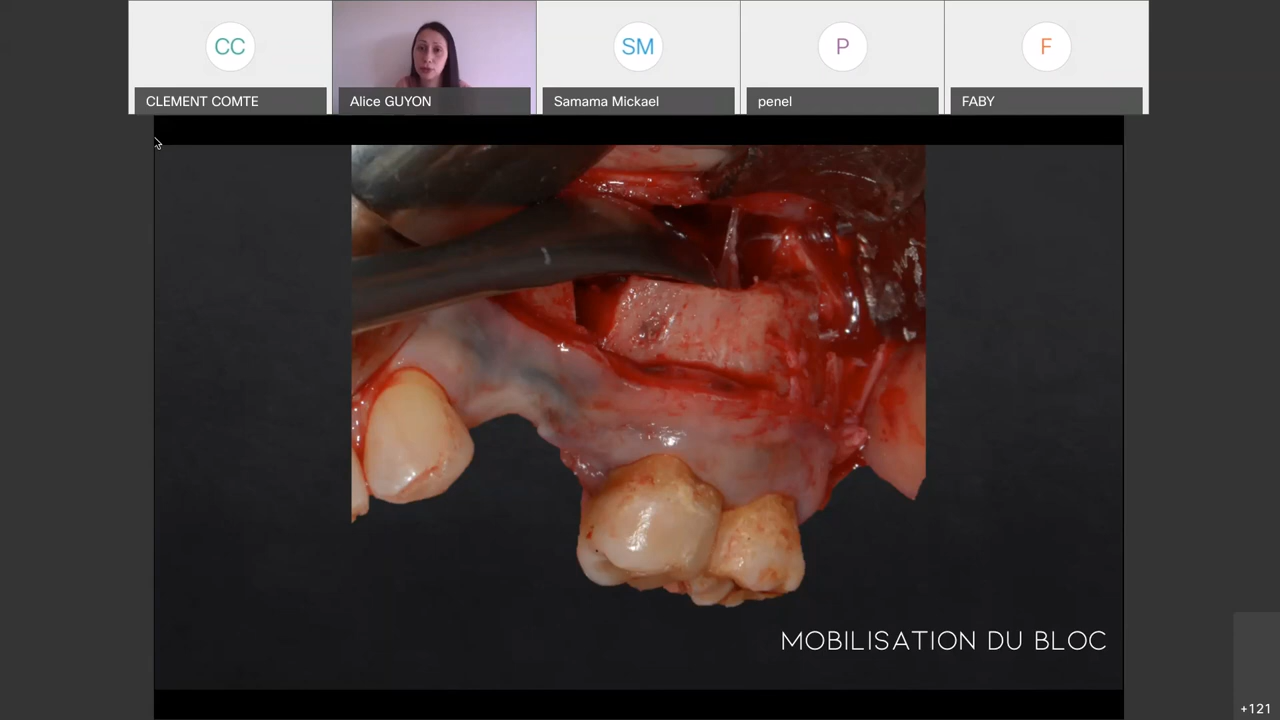 CC
SM
P
F
CLEMENT COMTE
Alice GUYON
Samama Mickael
penel
FABY
MOBILISATION DU BLOC
+121